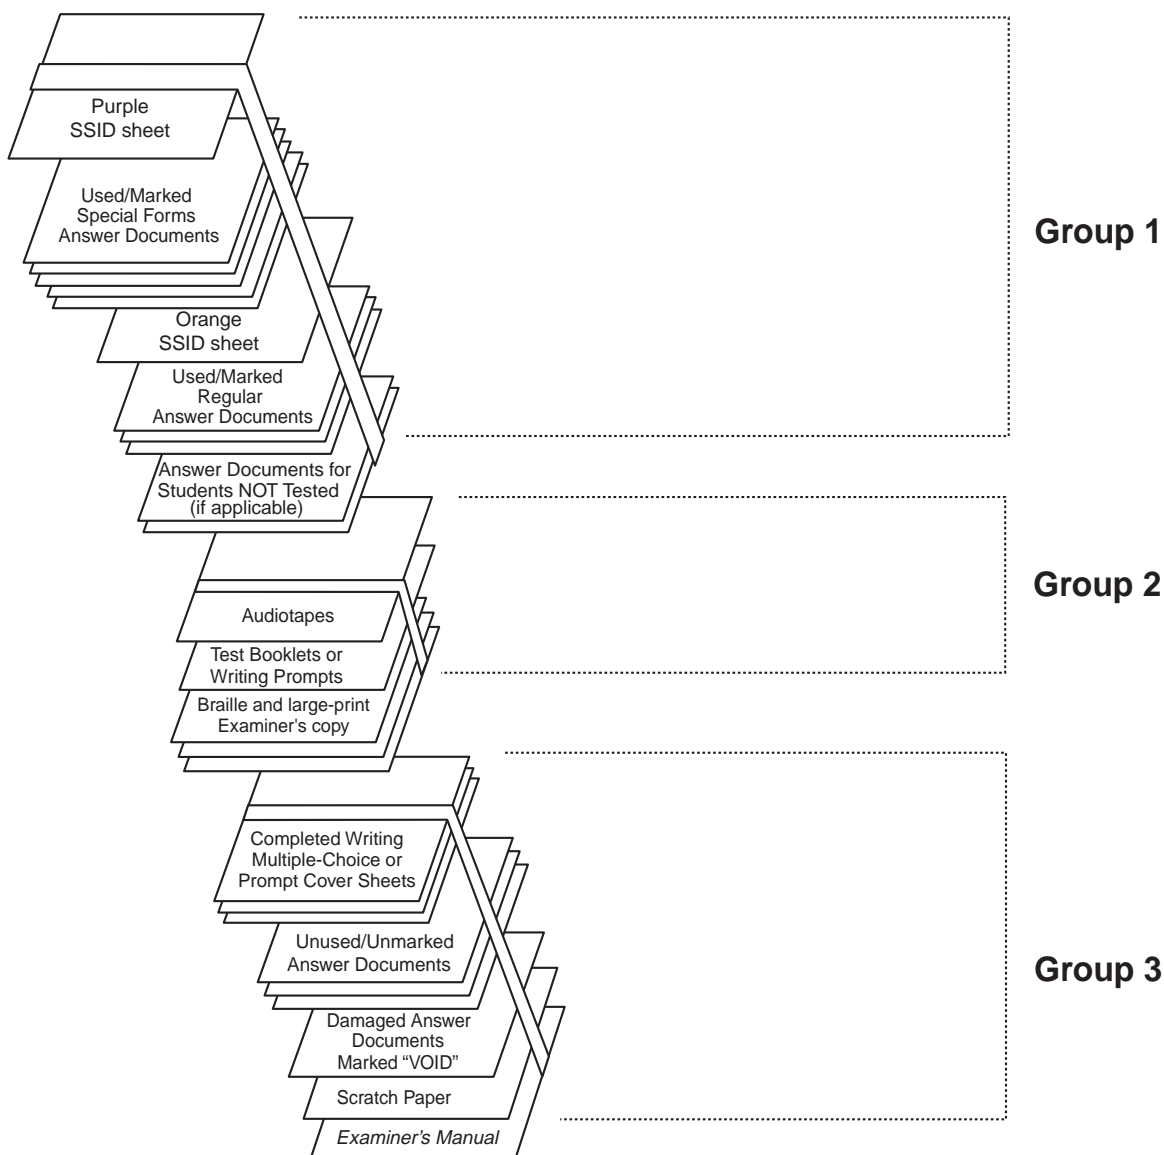 Purple
SSID sheet
Used/Marked
Special Forms
Answer Documents
Group 1
Orange
SSID sheet
Used/Marked
Regular
Answer Documents
Answer Documents for
Students NOT Tested
(if applicable)
Group 2
Audiotapes
Test Booklets or
Writing Prompts
Braille and large-print
Examiner's copy
Completed Writing
Multiple-Choice or
Prompt Cover Sheets
Unused/Unmarked
Answer Documents
Group 3
Damaged Answer
Documents
Marked “VOID”
Scratch Paper
Examiner’s Manual